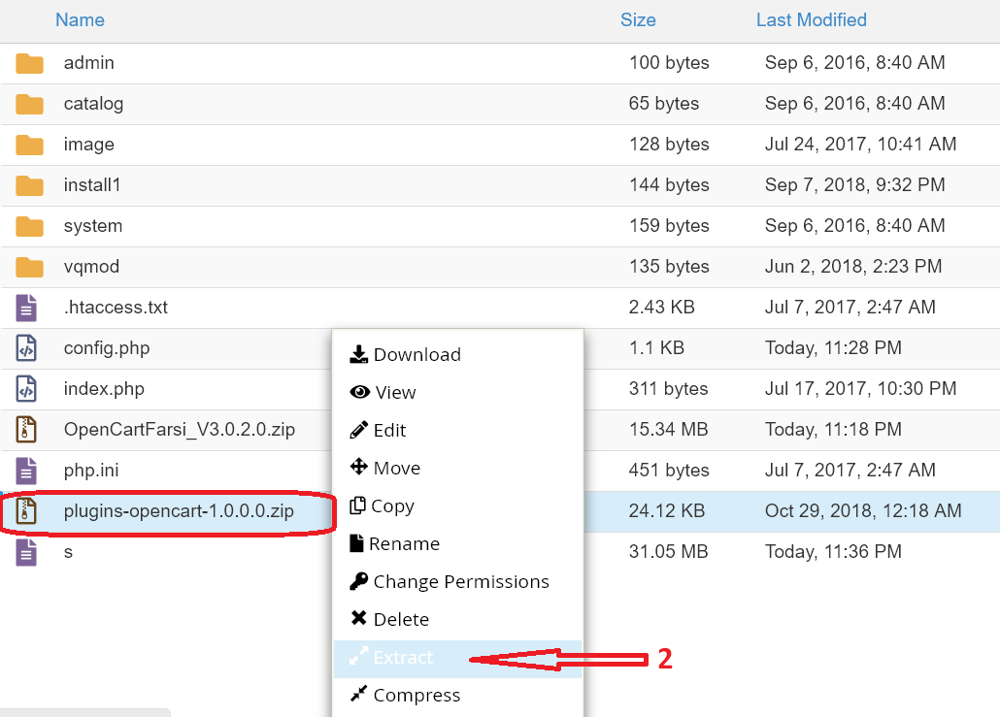 Name Size Last Modified
admin 100 bytes Sep 6, 2016, 8:40 AM
catalog 65 bytes Sep 6, 2016, 8:40 AM
image 128 bytes Jul 24, 2017, 10:41 AM
install1 144 bytes Sep 7, 2018, 9:32 PM
system 159 bytes Sep 6, 2016, 8:40 AM
vqmod 135 bytes Jun 2, 2018, 2:23 PM
.htaccess.txt 2.43 KB Jul 7, 2017, 2:47 AM
config.php 1.1 KB Today, 11:28 PM
index.php 311 bytes Jul 17, 2017, 10:30 PM
OpenCartFarsi_V3.0.2.0.zip 15.34 MB Today, 11:18 PM
php.ini 451 bytes Jul 7, 2017, 2:47 AM
plugins-opencart-1.0.0.0.zip 24.12 KB Oct 29, 2018, 12:18 AM
s 31.05 MB Today, 11:36 PM
Download
View
Edit
Move
Copy
Rename
Change Permissions
Delete
Extract 2
Compress